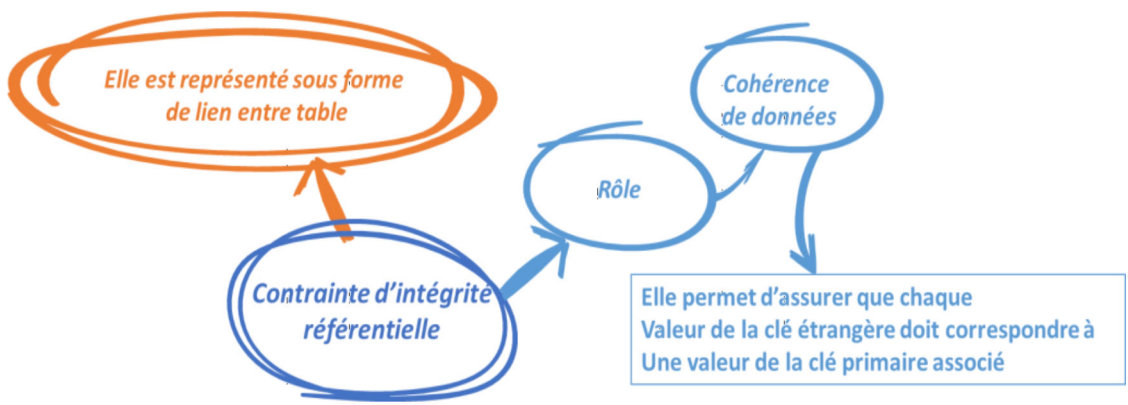 Elle est représenté sous forme
de lien entre table
Cohérence
de données
Rôle
Contrainte d'intégrité
référentielle
Elle permet d'assurer que chaque
Valeur de la clé étrangère doit correspondre à
Une valeur de la clé primaire associé